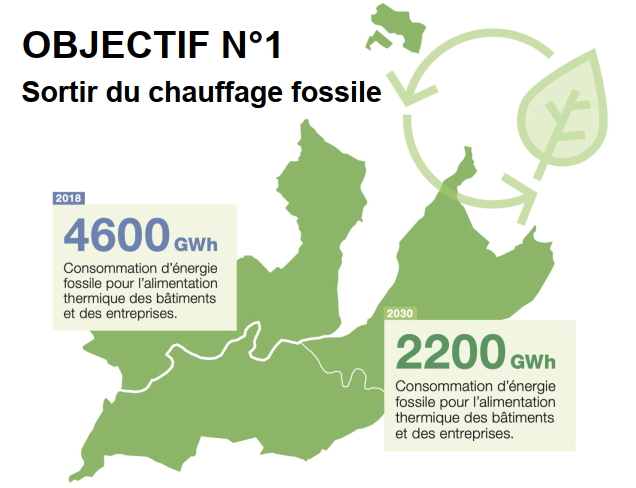 OBJECTIF N°1
Sortir du chauffage fossile
2018
4600 GWh
Consommation d'énergie
fossile pour l'alimentation
thermique des bâtiments
et des entreprises.
2030
2200 GWh
Consommation d'énergie
fossile pour l'alimentation
thermique des bâtiments
et des entreprises.